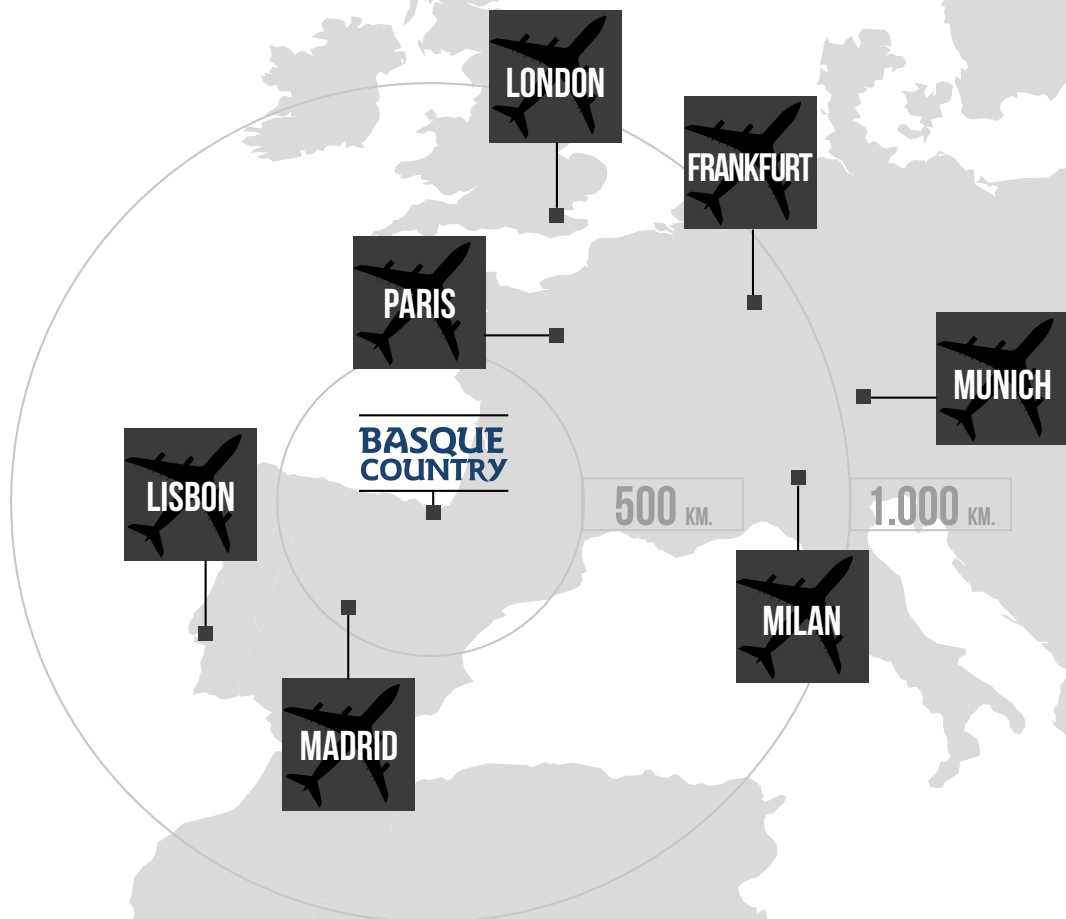 LONDON
FRANKFURT
PARIS
MUNICH
BASQUE
COUNTRY
LISBON
500 KM.
1.000 KM.
MILAN
MADRID